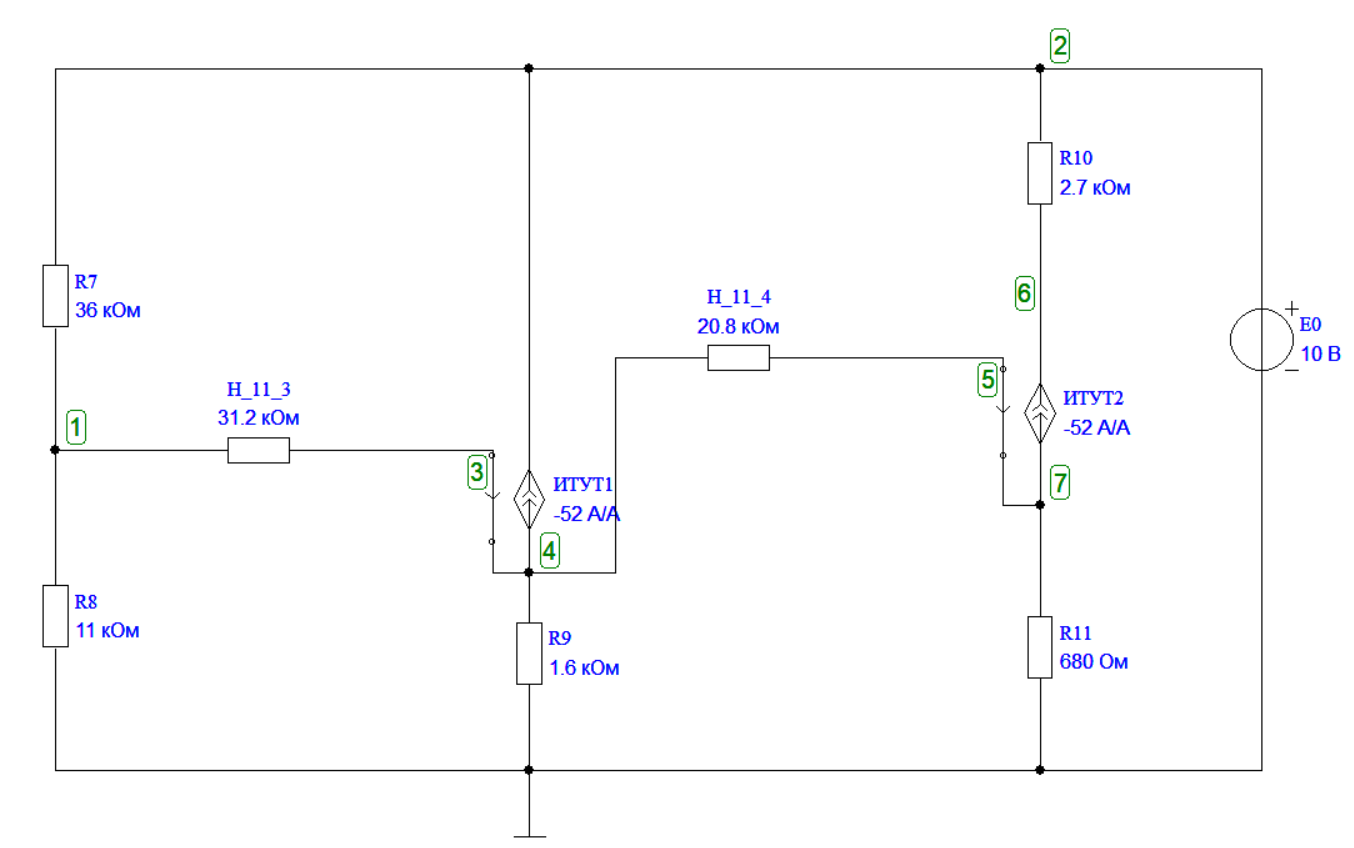 2
R10
2.7 кОм
R7
36 кОм
6
H_11_4
20.8 кОм
+
E0
10 В
−
H_11_3
31.2 кОм
5
ИТУТ2
-52 А/А
1
3
ИТУТ1
-52 А/А
7
4
R8
11 кОм
R9
1.6 кОм
R11
680 Ом